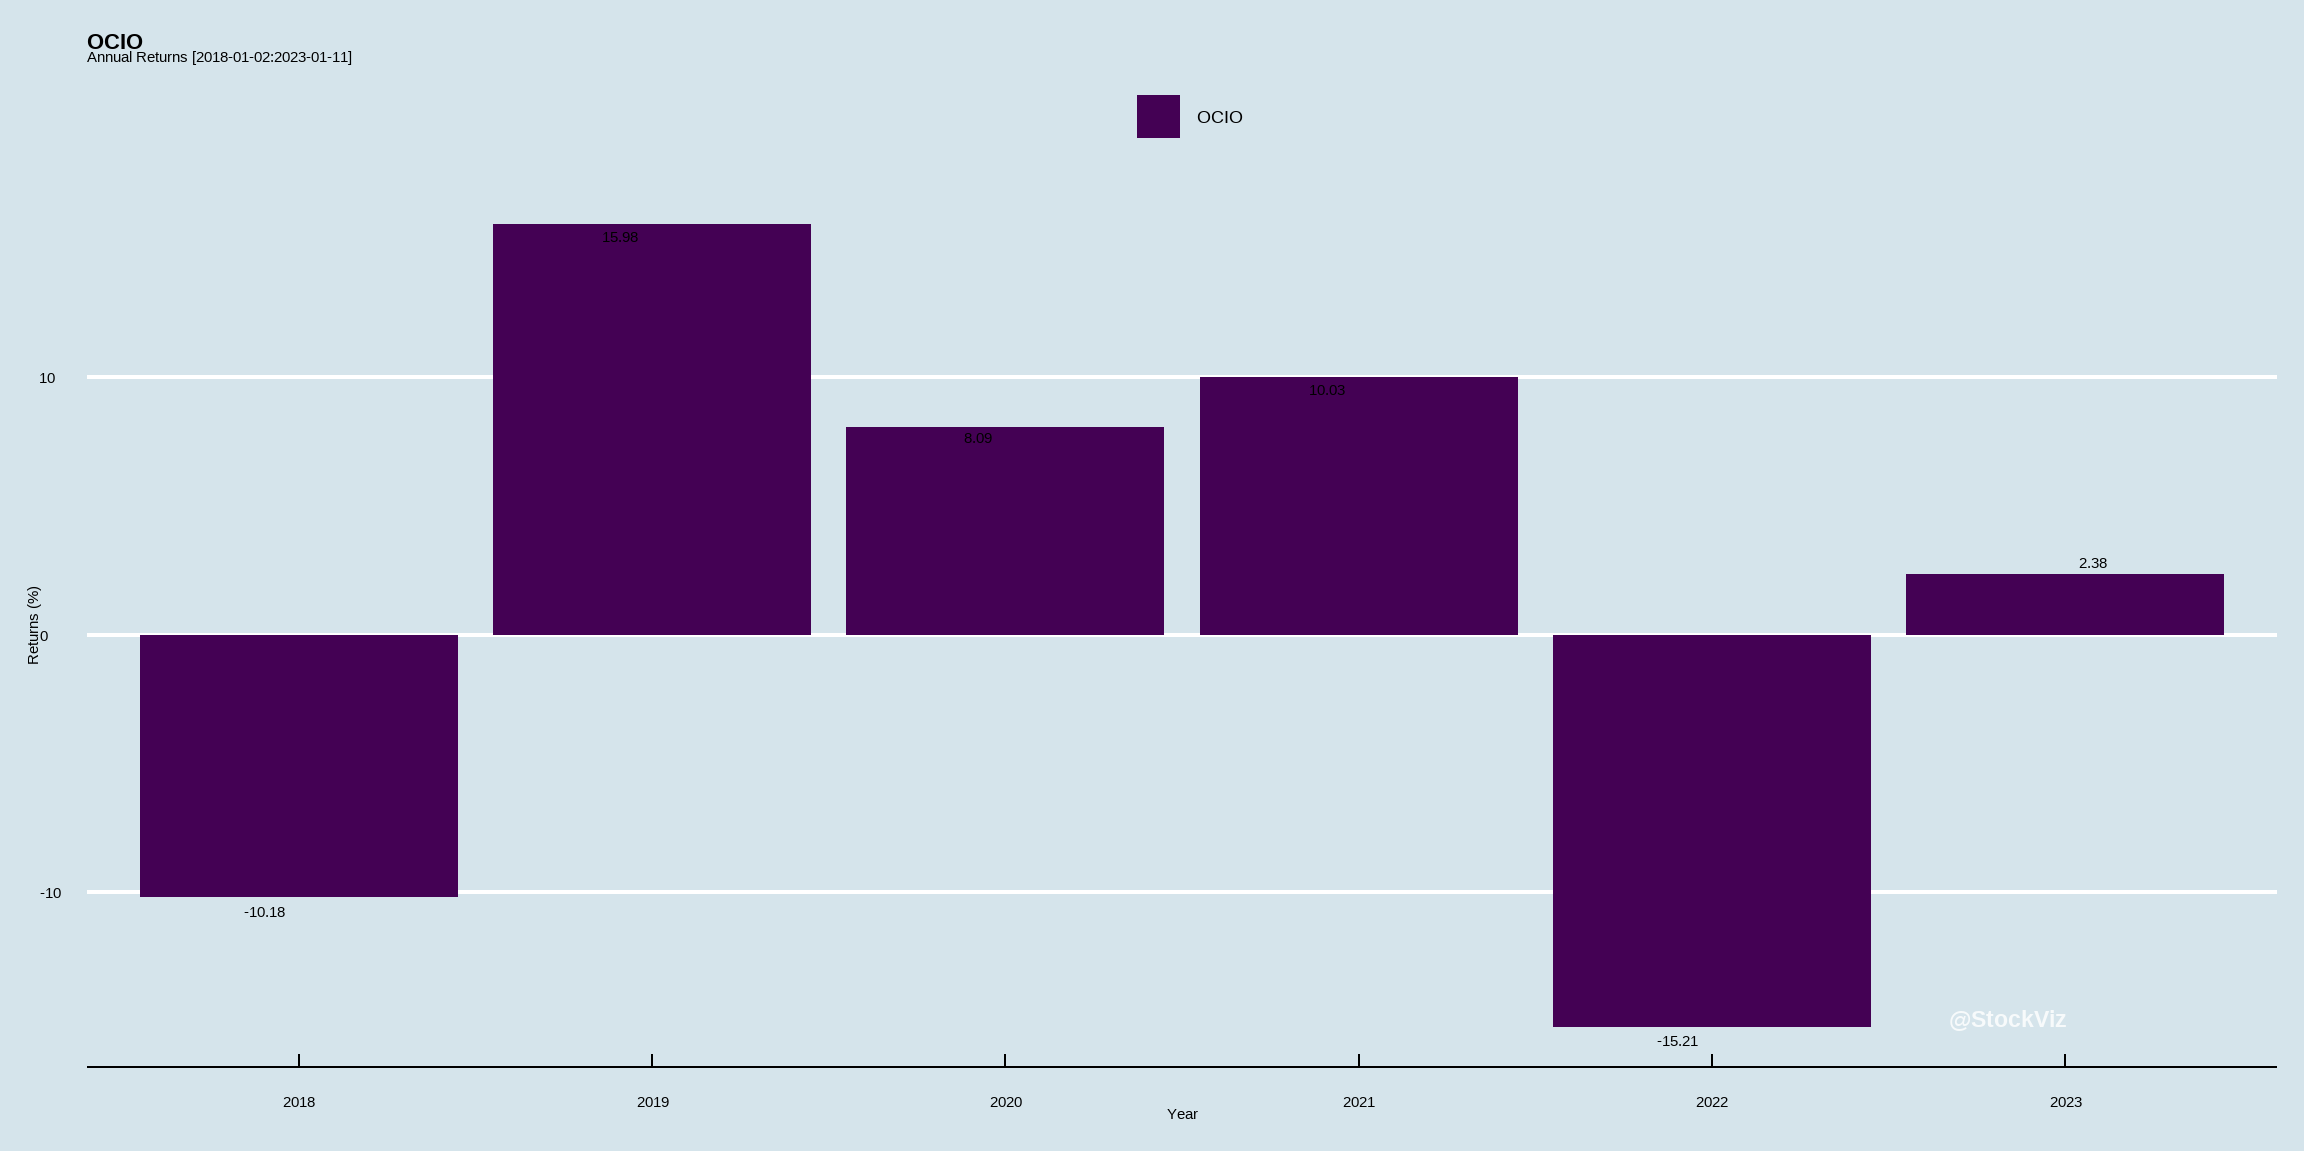 OCIO
Annual Returns [2018-01-02:2023-01-11]
OCIO
15.98
10
10.03
8.09
2.38
Returns (%)
0
-10
-10.18
@StockViz
-15.21
2018
2019
2020
2021
2022
2023
Year